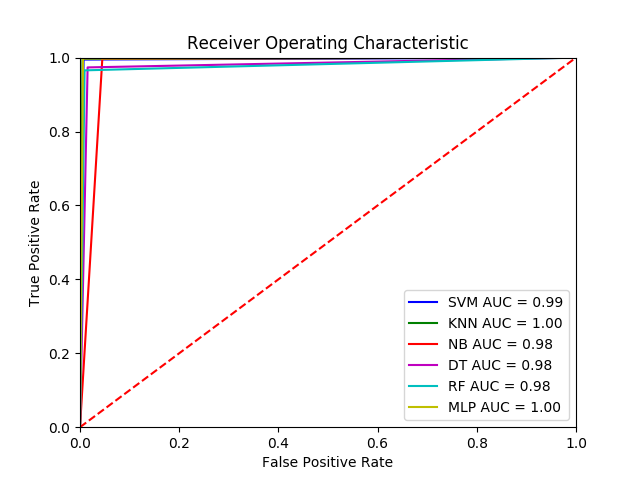 Receiver Operating Characteristic
1.0
0.8
0.6
0.4
0.2
0.0
True Positive Rate
SVM AUC = 0.99
KNN AUC = 1.00
NB AUC = 0.98
DT AUC = 0.98
RF AUC = 0.98
MLP AUC = 1.00
0.0 0.2 0.4 0.6 0.8 1.0
False Positive Rate